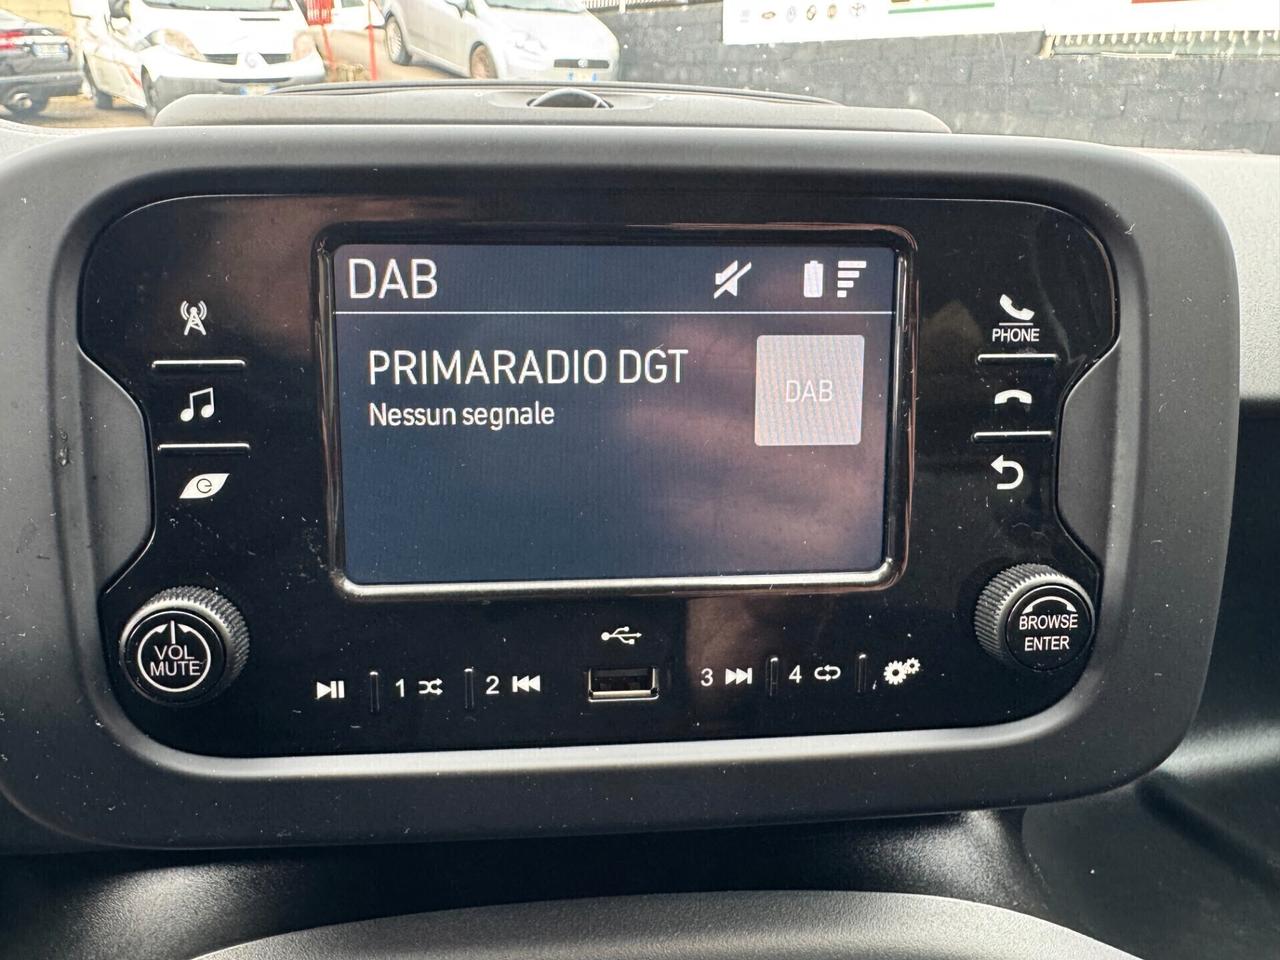 DAB
PRIMARADIO DGT
Nessun segnale
DAB
PHONE
VOL
MUTE
BROWSE
ENTER
1
2
3
4